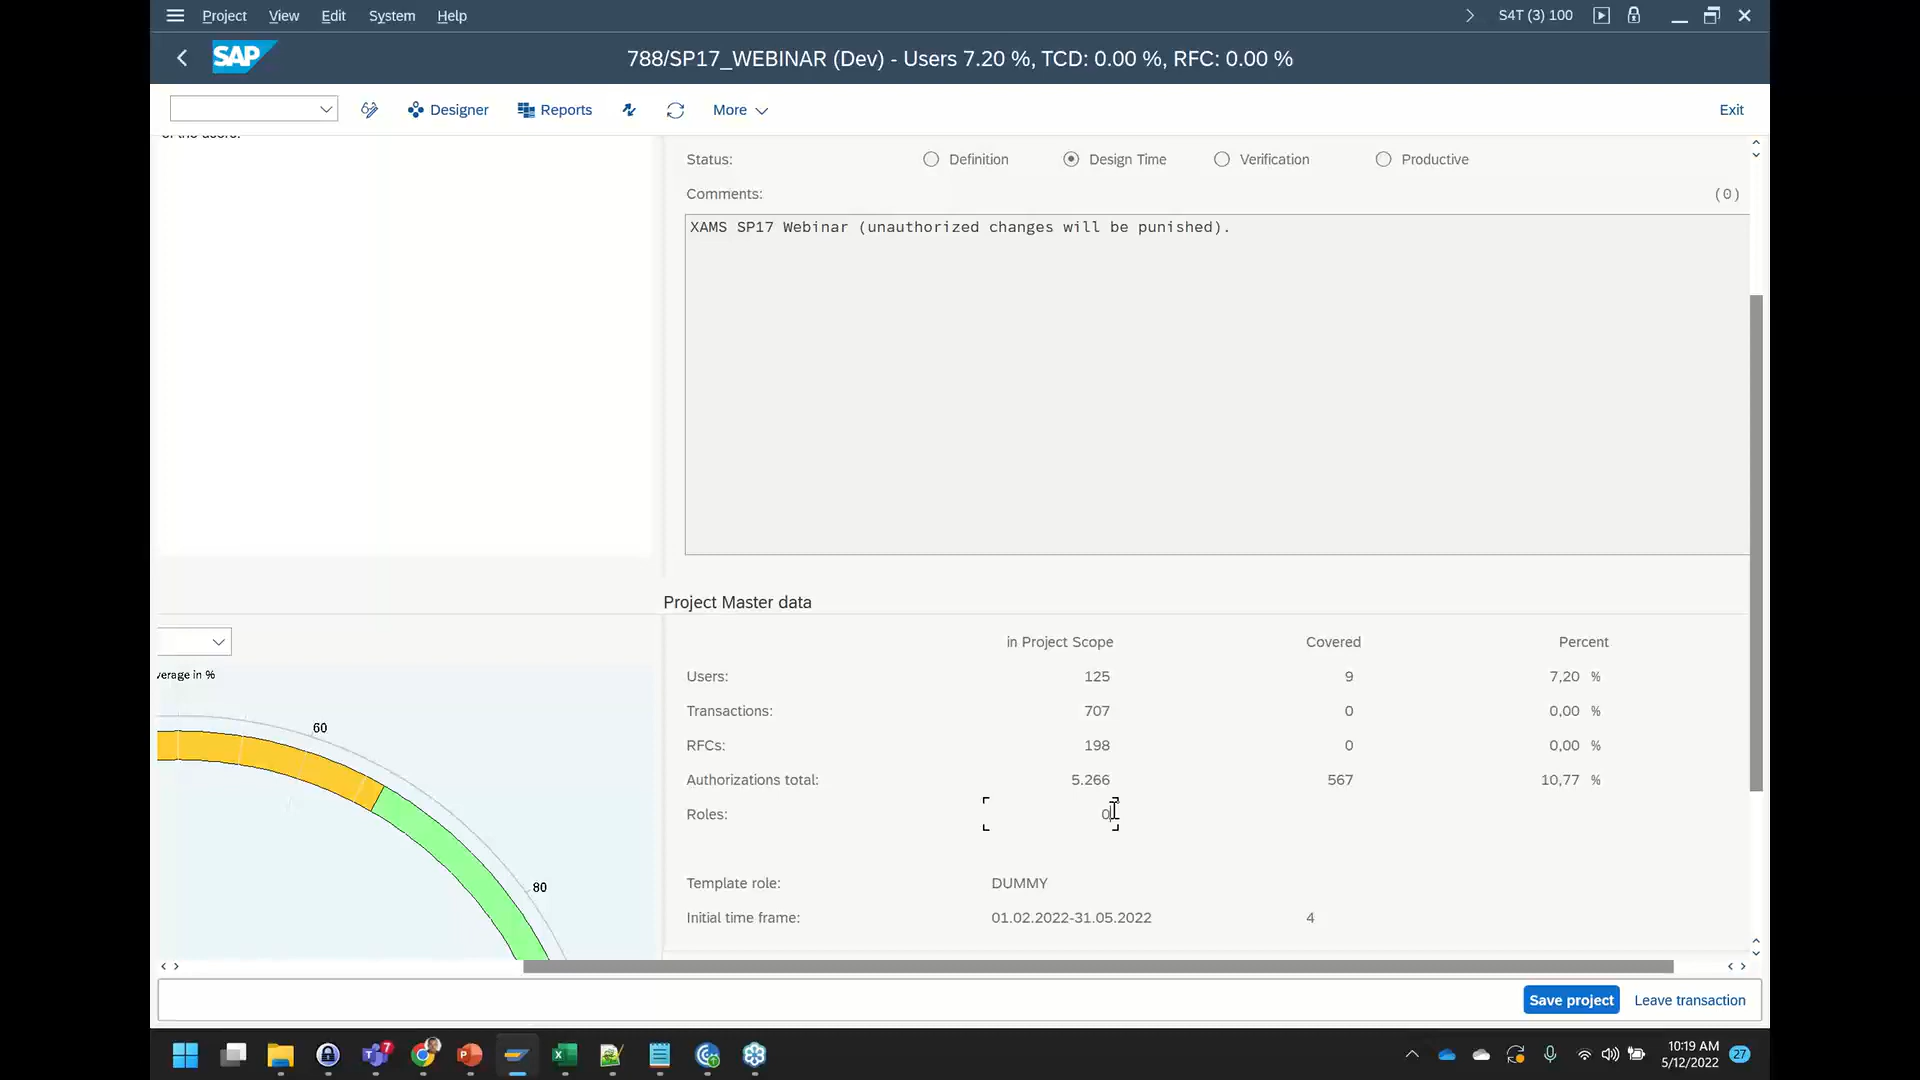 Project View Edit System Help S4T (3) 100
SAP 788/SP17_WEBINAR (Dev) - Users 7.20 %, TCD: 0.00 %, RFC: 0.00 %
Designer Reports More Exit
of the users.
Status: Definition Design Time Verification Productive
Comments: (0)
XAMS SP17 Webinar (unauthorized changes will be punished).
Project Master data
in Project Scope Covered Percent
verage in %
Users: 125 9 7,20 %
Transactions: 707 0 0,00 %
60
RFCs: 198 0 0,00 %
Authorizations total: 5.266 567 10,77 %
Roles: 0
80
Template role: DUMMY
Initial time frame: 01.02.2022-31.05.2022 4
Save project Leave transaction
7
10:19 AM
5/12/2022
27